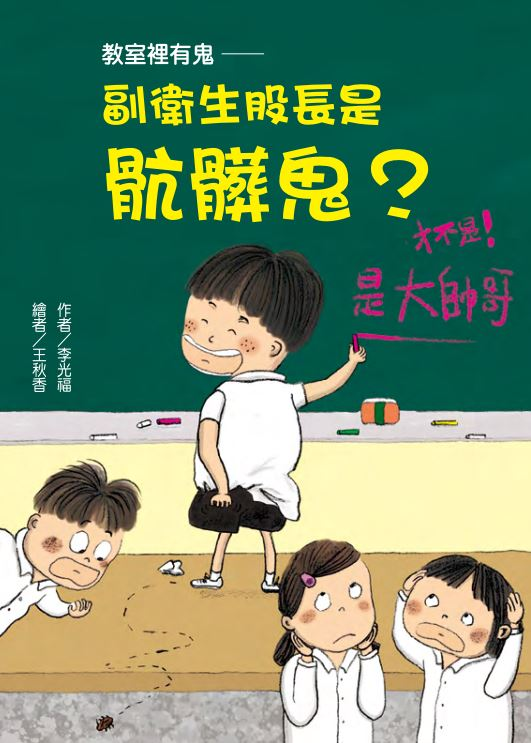 教室裡有鬼——
副衛生股長是
骯髒鬼？
才不是！
是大帥哥
作者／李光福
繪者／王秋香